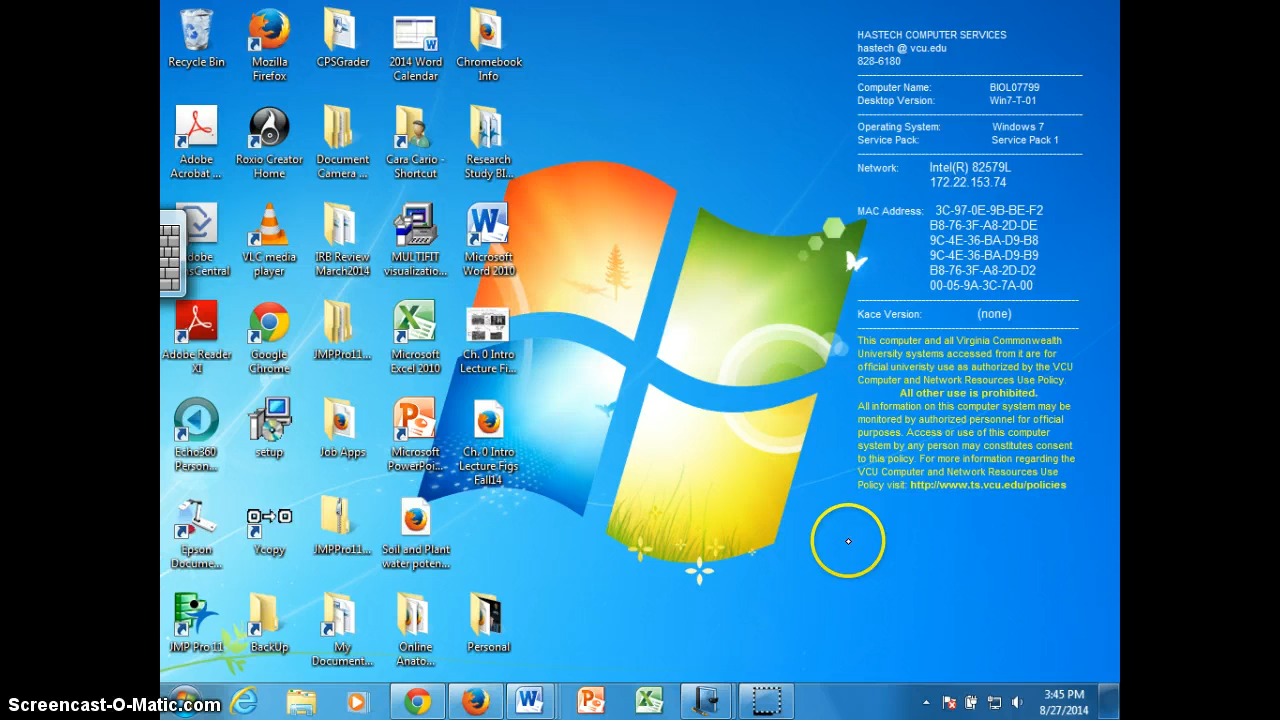 Recycle Bin
Mozilla
Firefox
CPSGrader
2014 Word
Calendar
Chromebook
Info
Adobe
Acrobat ...
Roxio Creator
Home
Document
Camera ...
Cara Cario -
Shortcut
Research
Study BI...
VLC media
player
IRB Review
March2014
MULTIFIT
visualizatio...
Microsoft
Word 2010
Adobe Reader
XI
Google
Chrome
JMPPro11...
Microsoft
Excel 2010
Ch. 0 Intro
Lecture Fi...
Echo360
Person...
setup
Job Apps
Microsoft
PowerPoi...
Ch. 0 Intro
Lecture Figs
Fall14
Epson
Docume...
Ycopy
JMPPro11...
Soil and Plant
water poten...
JMP Pro 11
BackUp
My
Document...
Online
Anato...
Personal
HASTECH COMPUTER SERVICES
hastech @ vcu.edu
828-6180
Computer Name: BIOL07799
Desktop Version: Win7-T-01
Operating System: Windows 7
Service Pack: Service Pack 1
Network: Intel(R) 82579L
172.22.153.74
MAC Address: 3C-97-0E-9B-BE-F2
B8-76-3F-A8-2D-DE
9C-4E-36-BA-D9-B8
9C-4E-36-BA-D9-B9
B8-76-3F-A8-2D-D2
00-05-9A-3C-7A-00
Kace Version: (none)
This computer and all Virginia Commonwealth
University systems accessed from it are for
official univeristy use as authorized by the VCU
Computer and Network Resources Use Policy.
All other use is prohibited.
All information on this computer system may be
monitored by authorized personnel for official
purposes. Access or use of this computer
system by any person may constitutes consent
to this policy. For more information regarding the
VCU Computer and Network Resources Use
Policy visit: http://www.ts.vcu.edu/policies
3:45 PM
8/27/2014
Screencast-O-Matic.com